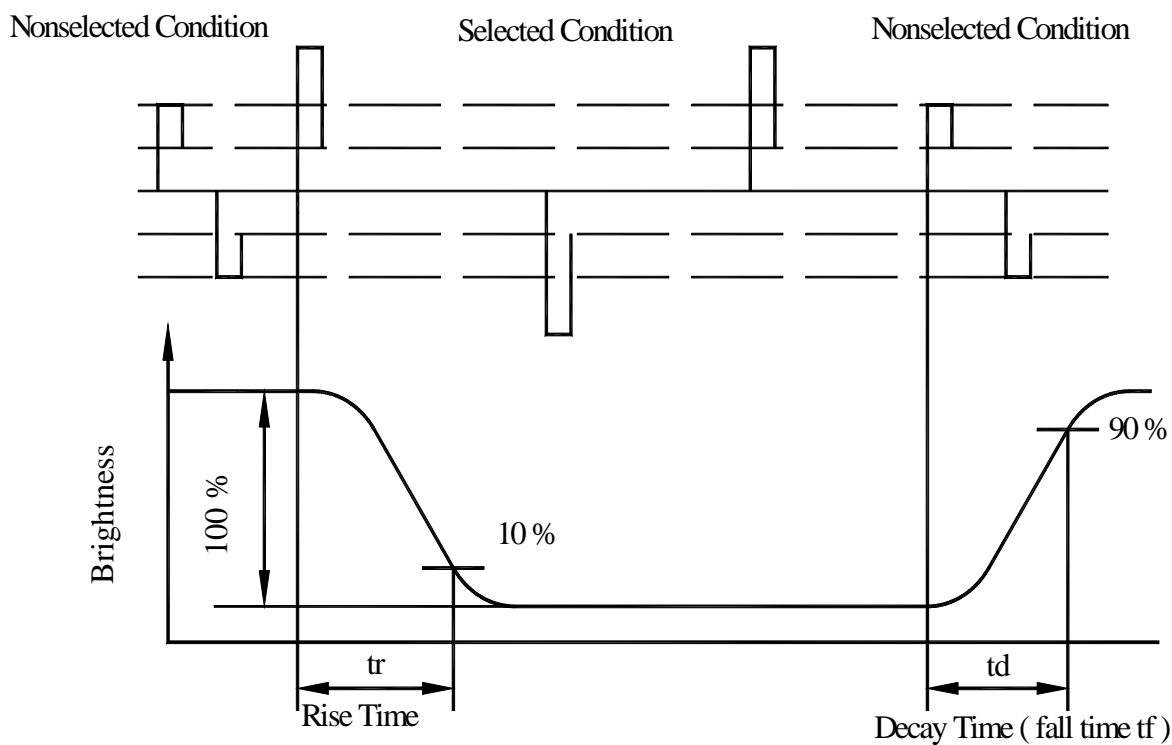 Nonselected Condition
Selected Condition
Nonselected Condition
Brightness
100 %
10 %
90 %
tr
Rise Time
td
Decay Time ( fall time tf )